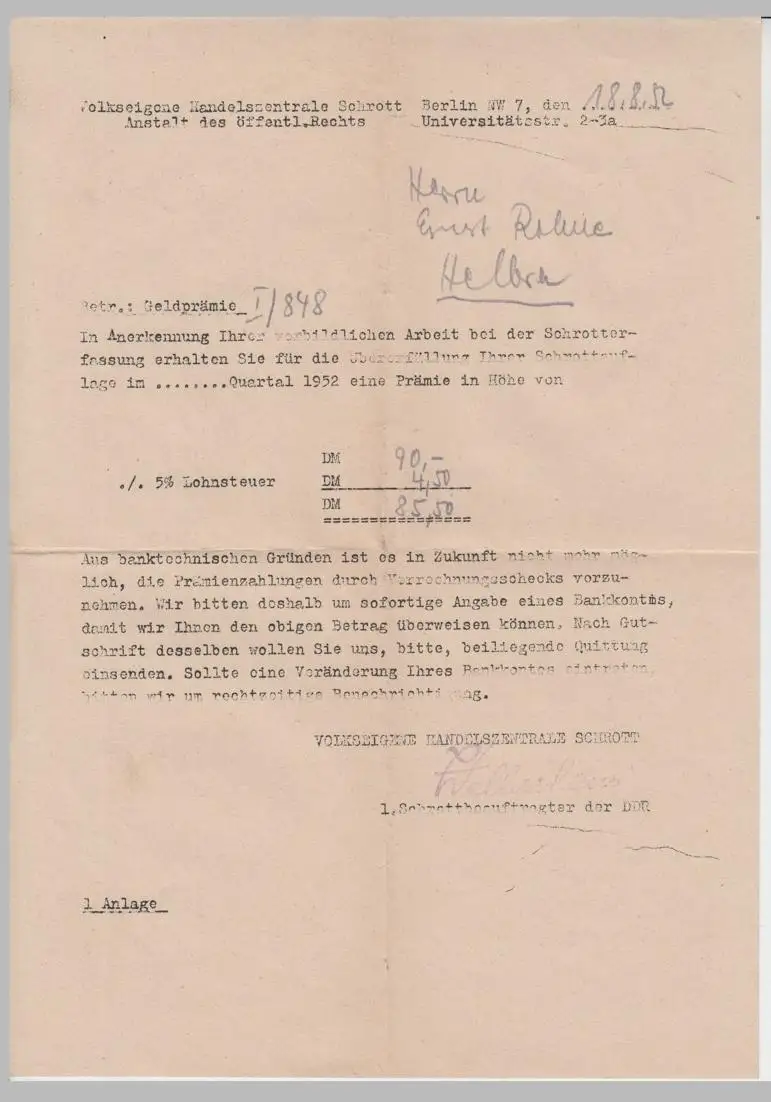 Volkseigene Handelszentrale Schrott Berlin NW 7, den 18.8.52
Anstalt des öffentl.Rechts Universitätsstr. 2-3a
Herrn
Ernst
Helbra
Betr.: Geldprämie I/848
In Anerkennung Ihrer vorbildlichen Arbeit bei der Schrotter-
fassung erhalten Sie für die Übererfüllung Ihrer Schrottauf-
lage im ........Quartal 1952 eine Prämie in Höhe von
DM 90,-
./. 5% Lohnsteuer DM 4,50
DM 85,50
================
Aus banktechnischen Gründen ist es in Zukunft nicht mehr mög-
lich, die Prämienzahlungen durch Verrechnungsschecks vorzu-
nehmen. Wir bitten deshalb um sofortige Angabe eines Bankkontos,
damit wir Ihnen den obigen Betrag überweisen können. Nach Gut-
schrift desselben wollen Sie uns, bitte, beiliegende Quittung
einsenden. Sollte eine Veränderung Ihres Bankkontos eintreten,
bitten wir um rechtzeitige Benachrichtigung.
VOLKSEIGENE HANDELSZENTRALE SCHROTT
1.Schrottbeauftragter der DDR
1 Anlage